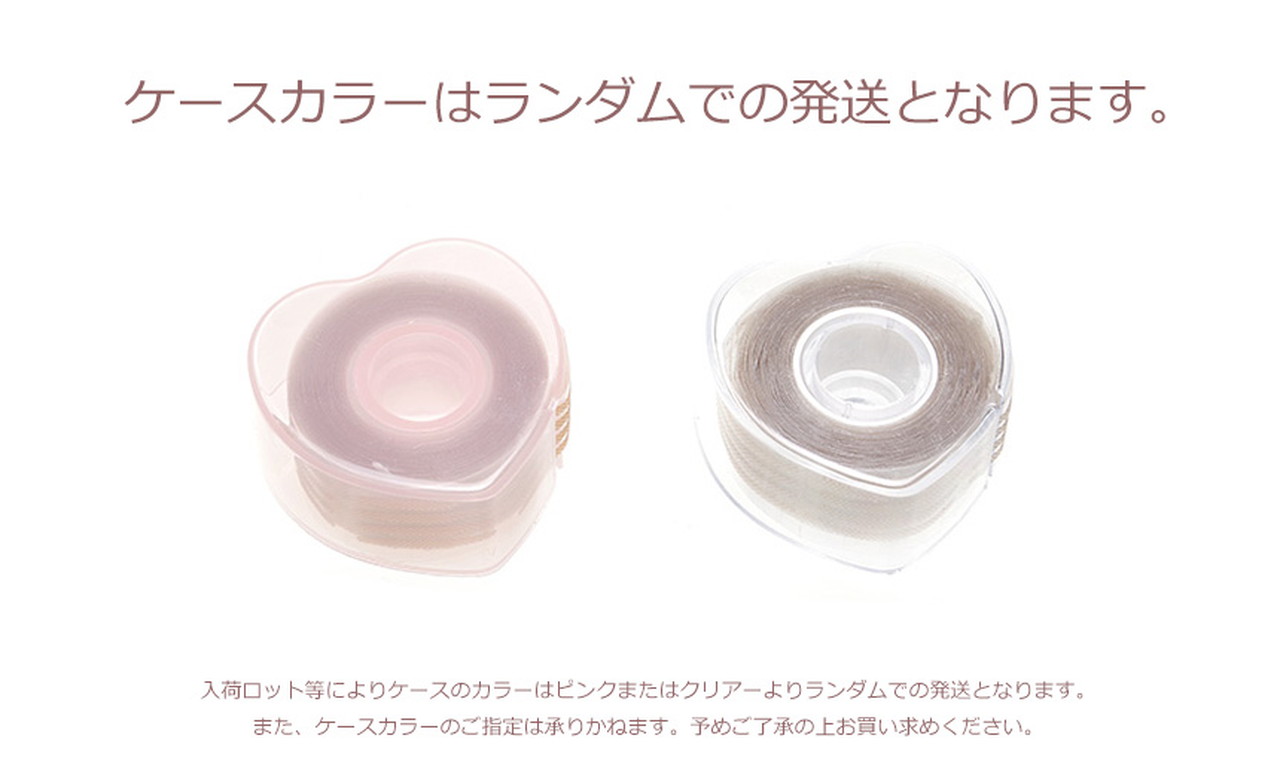 ケースカラーはランダムでの発送となります。
入荷ロット等によりケースのカラーはピンクまたはクリアーよりランダムでの発送となります。
また、ケースカラーのご指定は承りかねます。予めご了承の上お買い求めください。